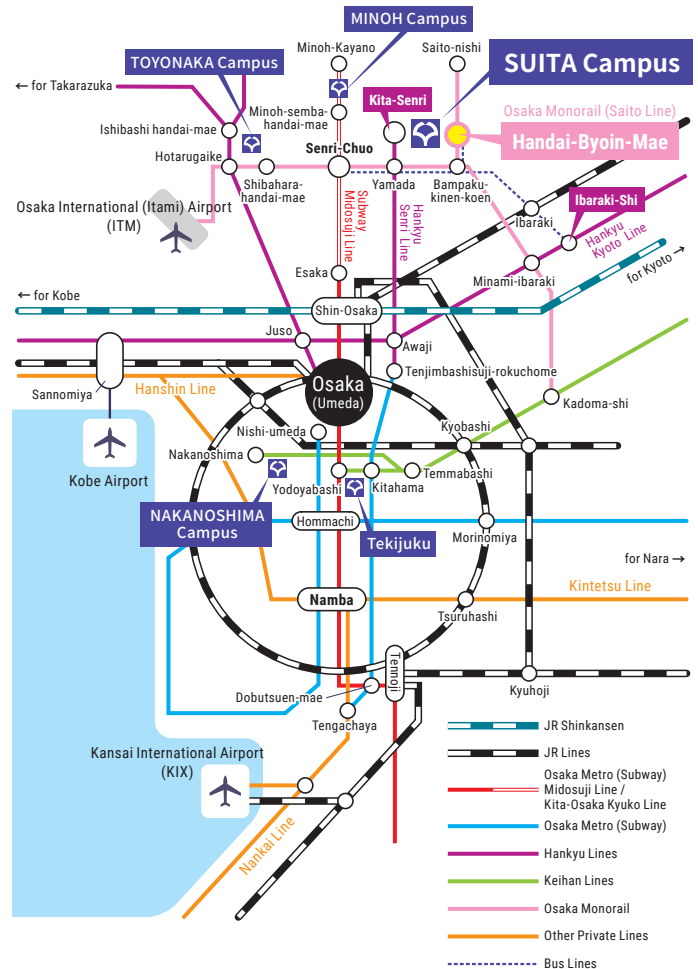 MINOH Campus
Minoh-Kayano
Saito-nishi
TOYONAKA Campus
SUITA Campus
← for Takarazuka
Kita-Senri
Minoh-semba-
handai-mae
Osaka Monorail (Saito Line)
Ishibashi handai-mae
Handai-Byoin-Mae
Senri-Chuo
Hotarugaike
Shibahara-
handai-mae
Yamada
Bampaku-
kinen-koen
Ibaraki-Shi
Osaka International (Itami) Airport
(ITM)
Ibaraki
Subway
Midosuji Line
Hankyu
Senri Line
Hankyu
Kyoto Line
Esaka
Minami-ibaraki
for Kyoto →
← for Kobe
Shin-Osaka
Juso
Awaji
Tenjimbashisuji-rokuchome
Osaka
(Umeda)
Sannomiya
Hanshin Line
Kadoma-shi
Nishi-umeda
Kyobashi
Nakanoshima
Kobe Airport
Yodoyabashi
Kitahama
Temmabashi
NAKANOSHIMA
Campus
Hommachi
Tekijuku
Morinomiya
for Nara →
Kintetsu Line
Namba
Tsuruhashi
Tennoji
Dobutsuen-mae
Kyuhoji
Tengachaya
Kansai International Airport
(KIX)
Nankai Line
JR Shinkansen
JR Lines
Osaka Metro (Subway)
Midosuji Line /
Kita-Osaka Kyuko Line
Osaka Metro (Subway)
Hankyu Lines
Keihan Lines
Osaka Monorail
Other Private Lines
Bus Lines